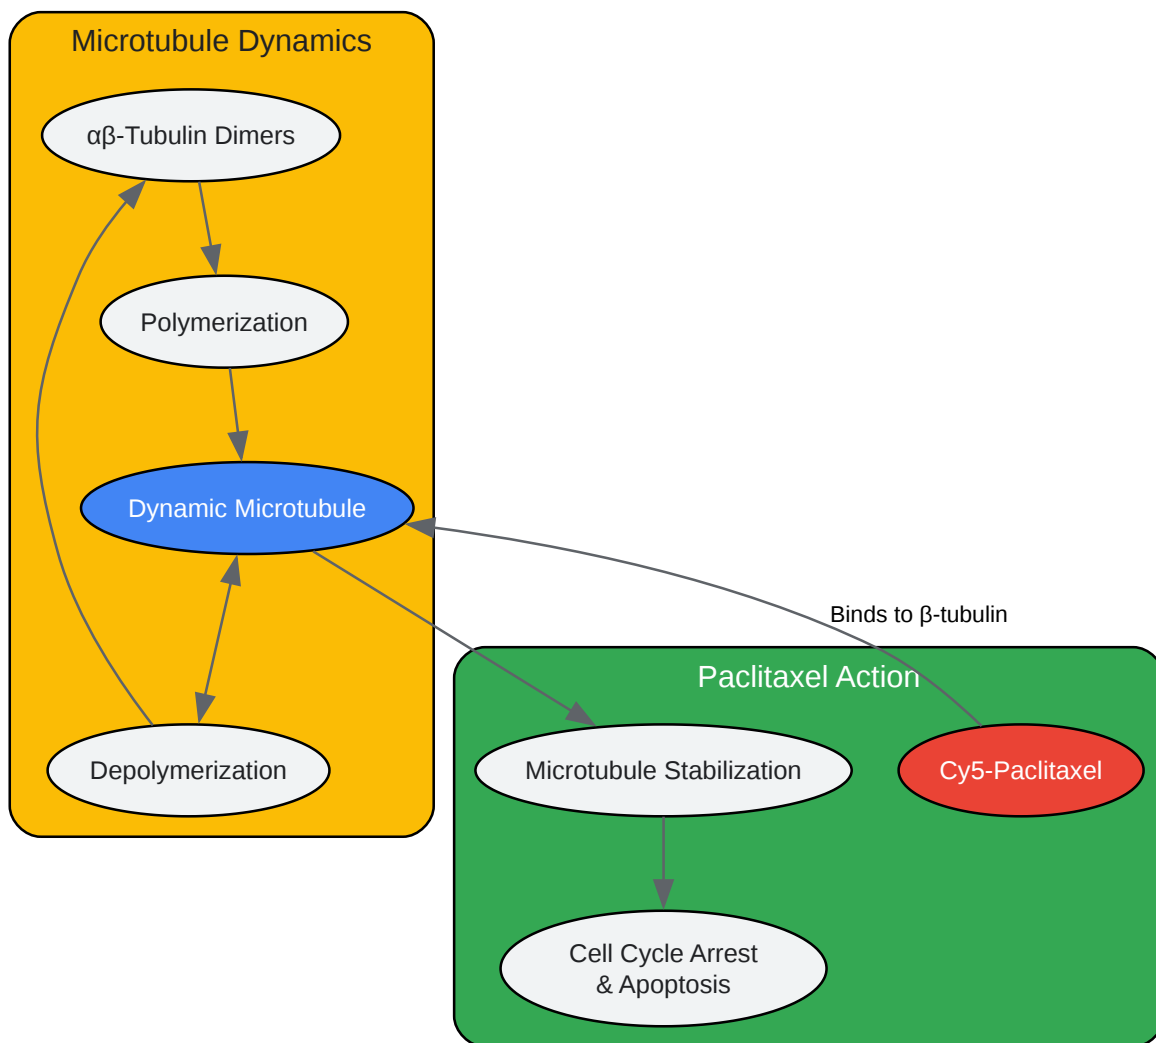 Microtubule Dynamics
αβ-Tubulin Dimers
Polymerization
Dynamic Microtubule
Depolymerization
Binds to β-tubulin
Paclitaxel Action
Microtubule Stabilization
Cy5-Paclitaxel
Cell Cycle Arrest
& Apoptosis